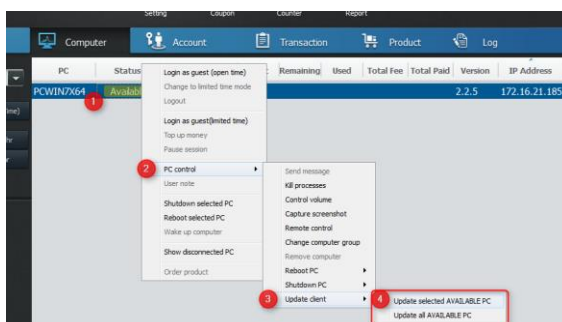 Setting Coupon Counter Report
Computer Account Transaction Product Log
PC Status Remaining Used Total Fee Total Paid Version IP Address
PCWIN7X64 Availabl 2.2.5 172.16.21.185
1
time)
Login as guest (open time)
Change to limited time mode
Logout
Login as guest(limited time)
Top up money
Pause session
2 PC control
User note
Shutdown selected PC
Reboot selected PC
Wake up computer
Show disconnected PC
Order product
Send message
Kill processes
Control volume
Capture screenshot
Remote control
Change computer group
Remove computer
Reboot PC
Shutdown PC
3 Update client
4 Update selected AVAILABLE PC
Update all AVAILABLE PC